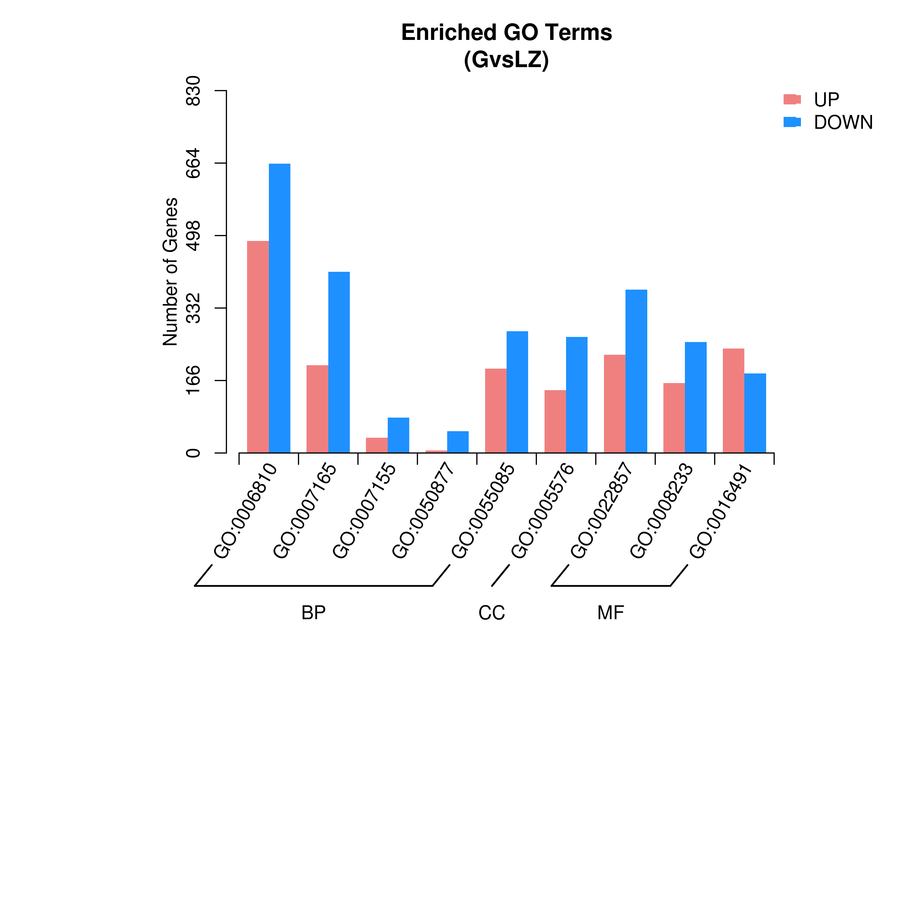 Enriched GO Terms
(GvsLZ)
UP
DOWN
Number of Genes
830
664
498
332
166
0
GO:0006810
GO:0007165
GO:0007155
GO:0050877
GO:0055085
GO:0005576
GO:0022857
GO:0008233
GO:0016491
BP
CC
MF